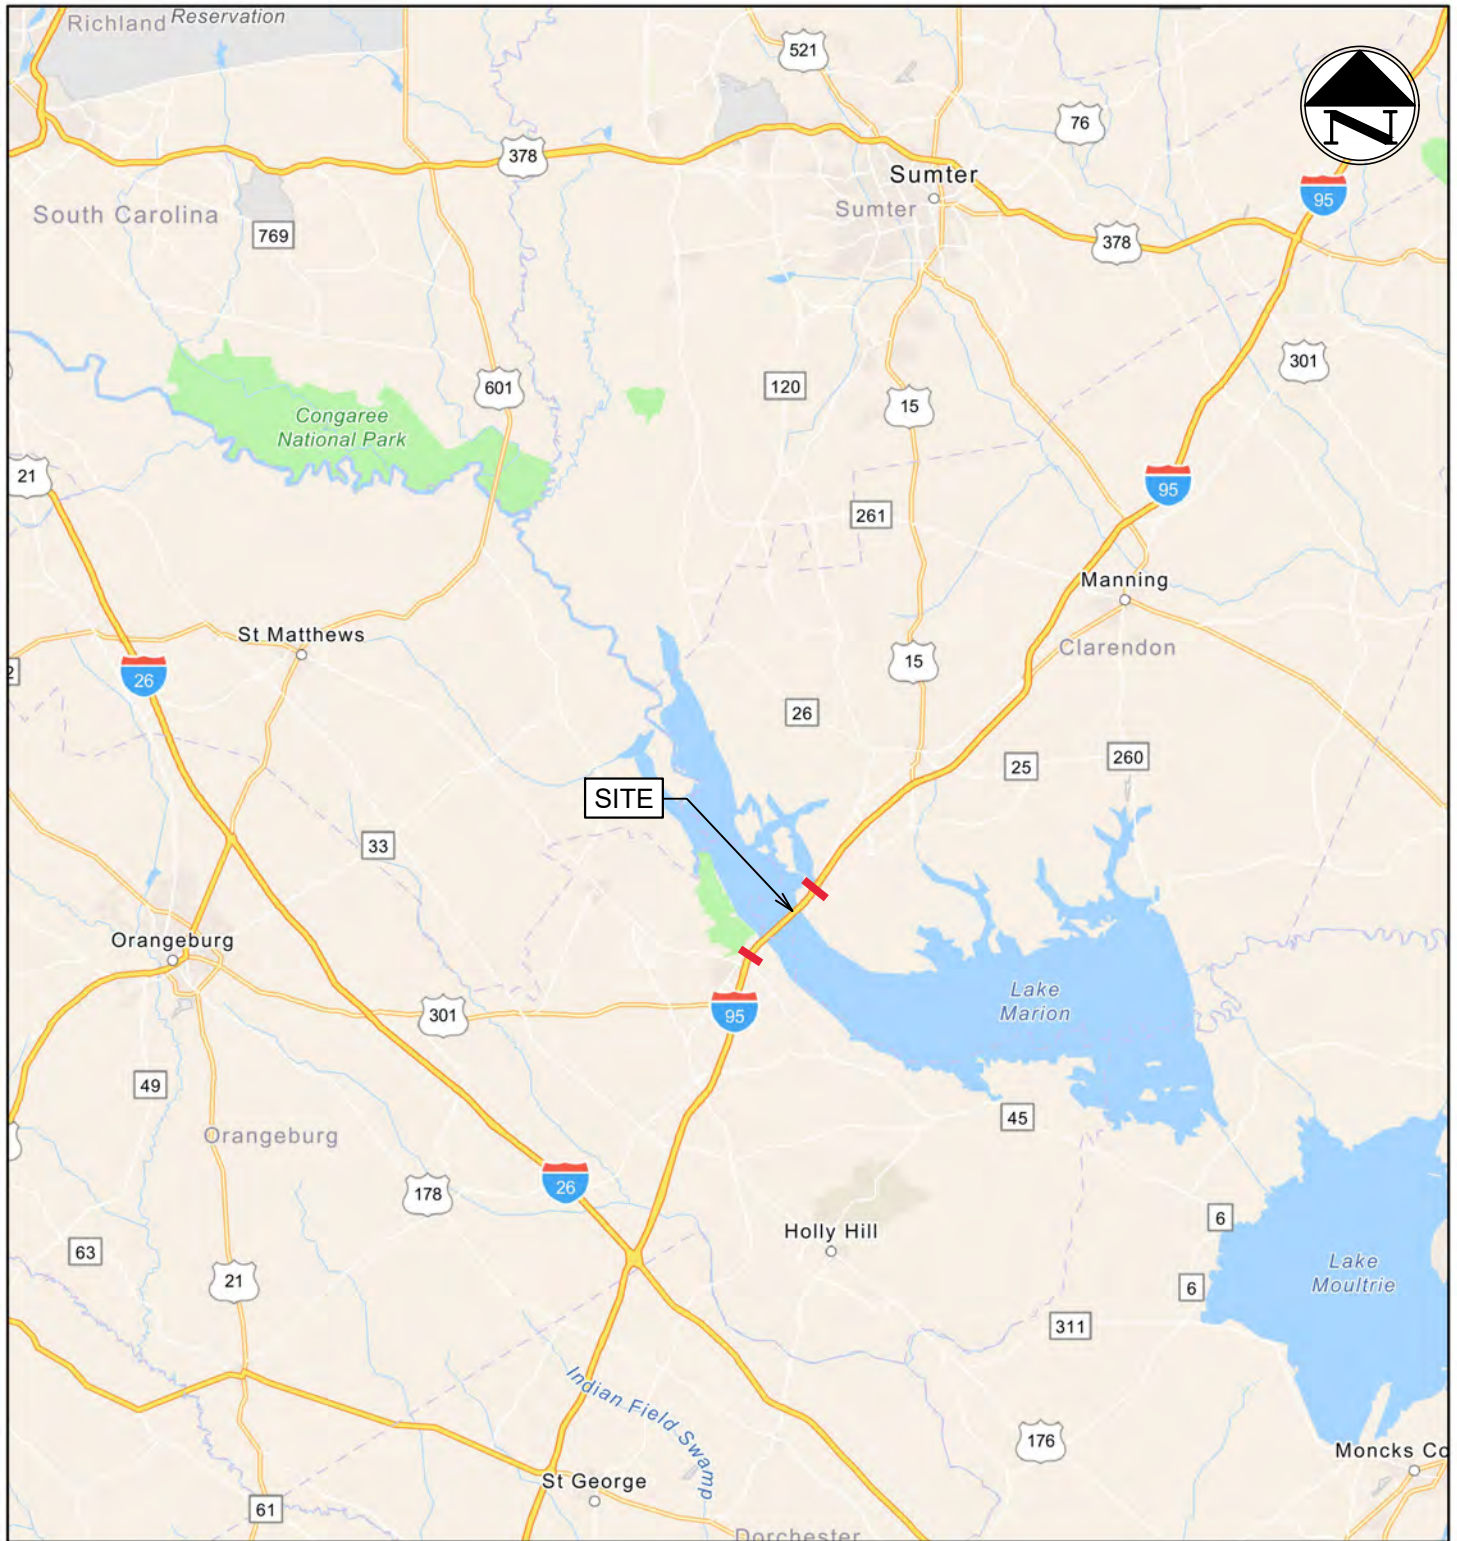 Richland
Reservation
521
N
76
378
Sumter
95
South Carolina
Sumter
769
378
301
601
120
15
Congaree
National Park
21
95
261
Manning
St Matthews
Clarendon
15
26
26
25
260
SITE
33
Orangeburg
Lake
Marion
301
95
49
45
Orangeburg
26
178
6
Holly Hill
63
Lake
Moultrie
21
6
311
Indian Field Swamp
176
Moncks Co
St George
61
Dorchester